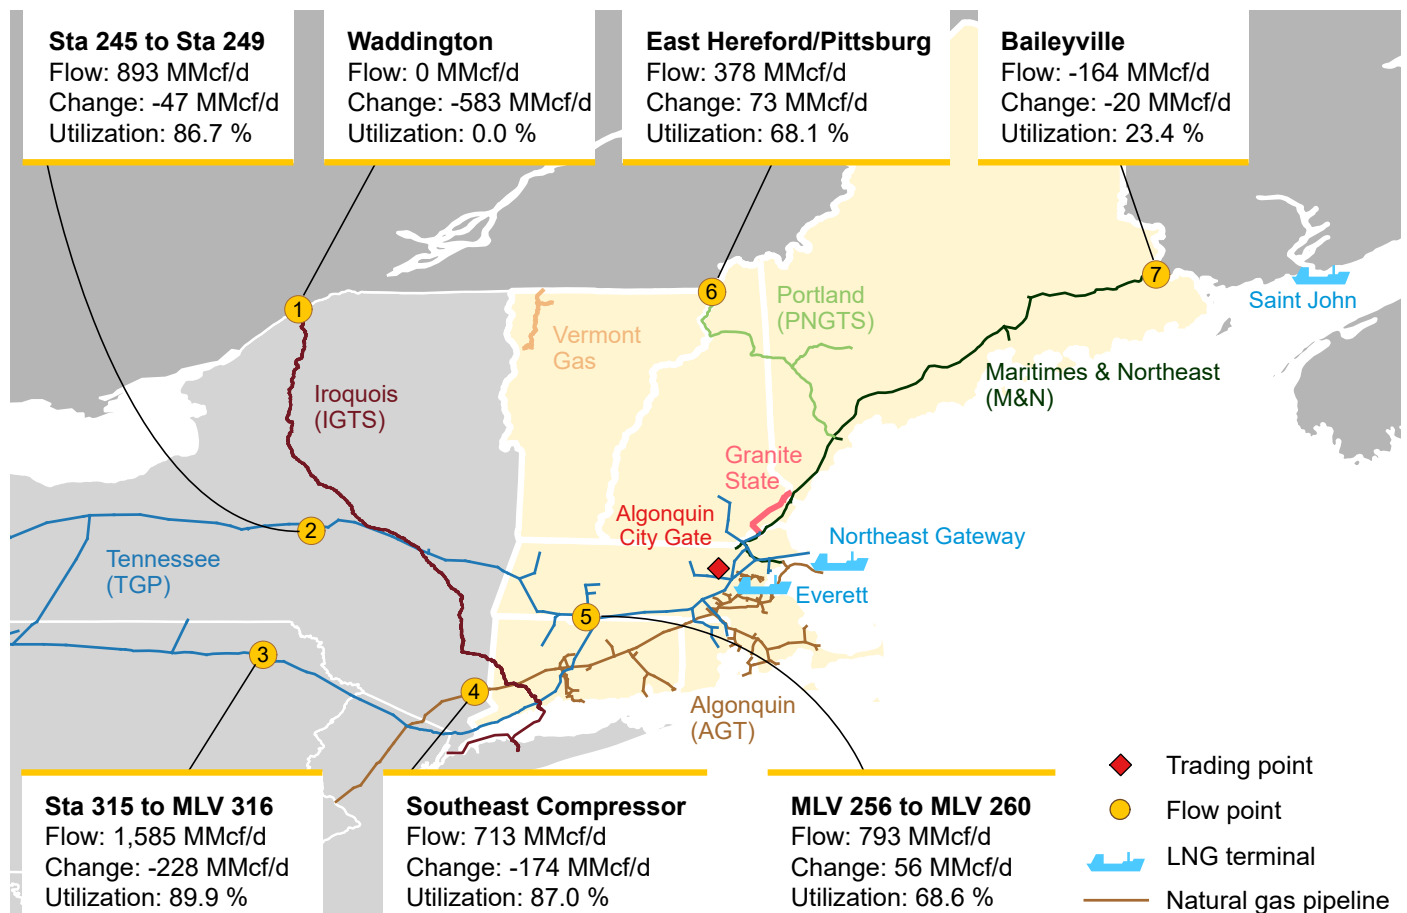 Sta 245 to Sta 249
Flow: 893 MMcf/d
Change: -47 MMcf/d
Utilization: 86.7 %
Waddington
Flow: 0 MMcf/d
Change: -583 MMcf/d
Utilization: 0.0 %
East Hereford/Pittsburg
Flow: 378 MMcf/d
Change: 73 MMcf/d
Utilization: 68.1 %
Baileyville
Flow: -164 MMcf/d
Change: -20 MMcf/d
Utilization: 23.4 %
1
6
7
Portland
(PNGTS)
Saint John
Vermont
Gas
Iroquois
(IGTS)
Maritimes & Northeast
(M&N)
Granite
State
Algonquin
City Gate
2
Northeast Gateway
Tennessee
(TGP)
Everett
5
3
4
Algonquin
(AGT)
Sta 315 to MLV 316
Flow: 1,585 MMcf/d
Change: -228 MMcf/d
Utilization: 89.9 %
Southeast Compressor
Flow: 713 MMcf/d
Change: -174 MMcf/d
Utilization: 87.0 %
MLV 256 to MLV 260
Flow: 793 MMcf/d
Change: 56 MMcf/d
Utilization: 68.6 %
Trading point
Flow point
LNG terminal
Natural gas pipeline